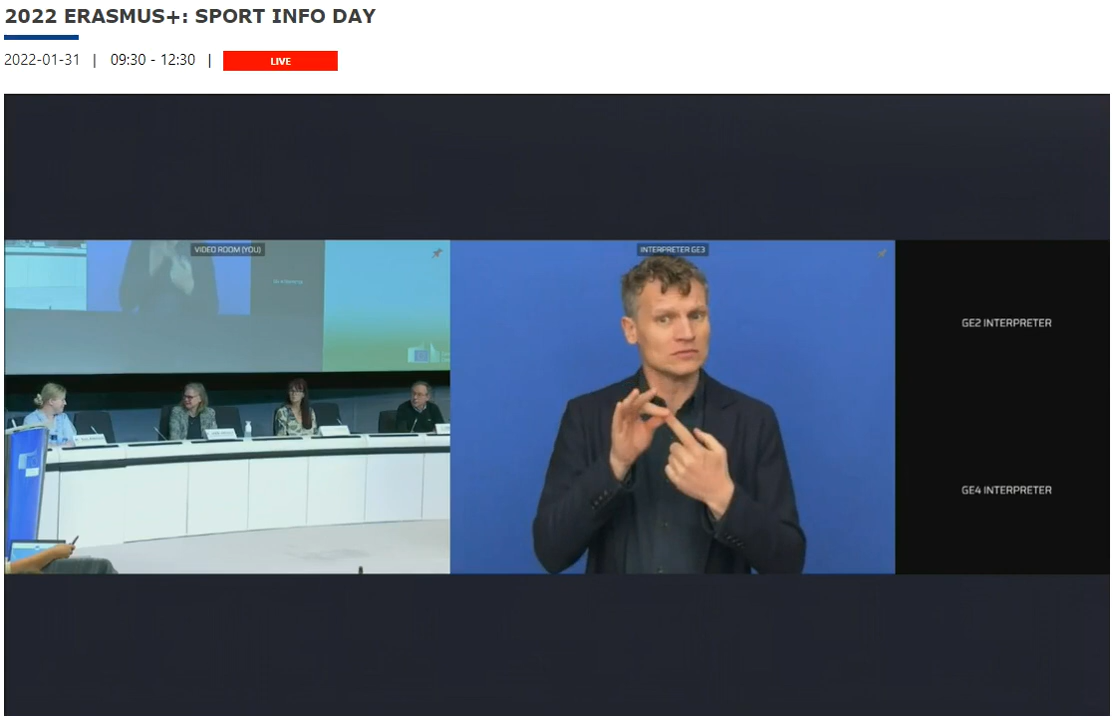 2022 ERASMUS+: SPORT INFO DAY
2022-01-31 | 09:30 - 12:30 | LIVE
VIDEO ROOM (YOU)
INTERPRETER GE3
GE2 INTERPRETER
GE4 INTERPRETER